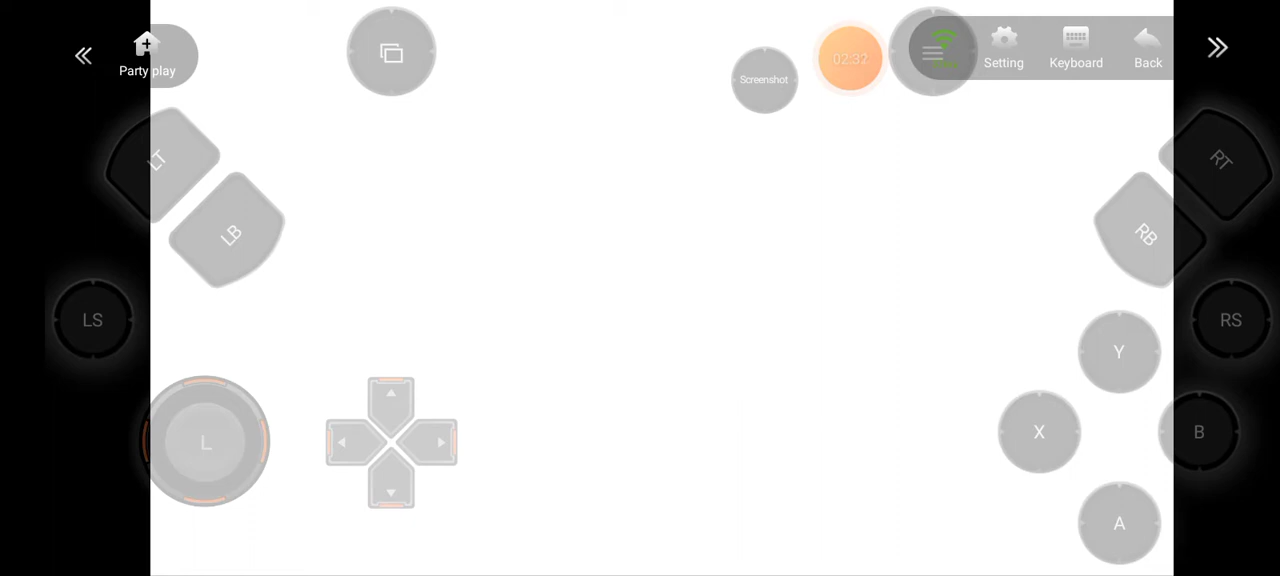 Party play
Screenshot
02:32
Setting
Keyboard
Back
LT
RT
LB
RB
LS
RS
Y
L
X
B
A